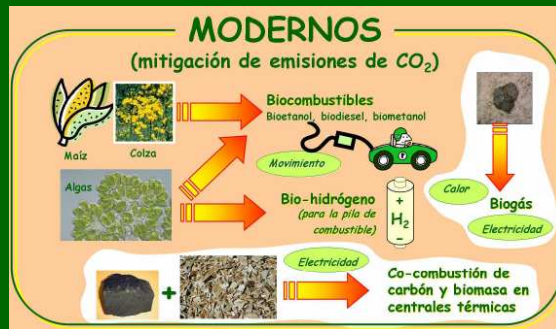 MODERNOS
(mitigación de emisiones de CO₂)
Maíz
Colza
Biocombustibles
Bioetanol, biodiesel, biometanol
Movimiento
Algas
Bio-hidrógeno
(para la pila de
combustible)
+
H₂
-
Calor
Biogás
Electricidad
+
Electricidad
Co-combustión de
carbón y biomasa en
centrales térmicas